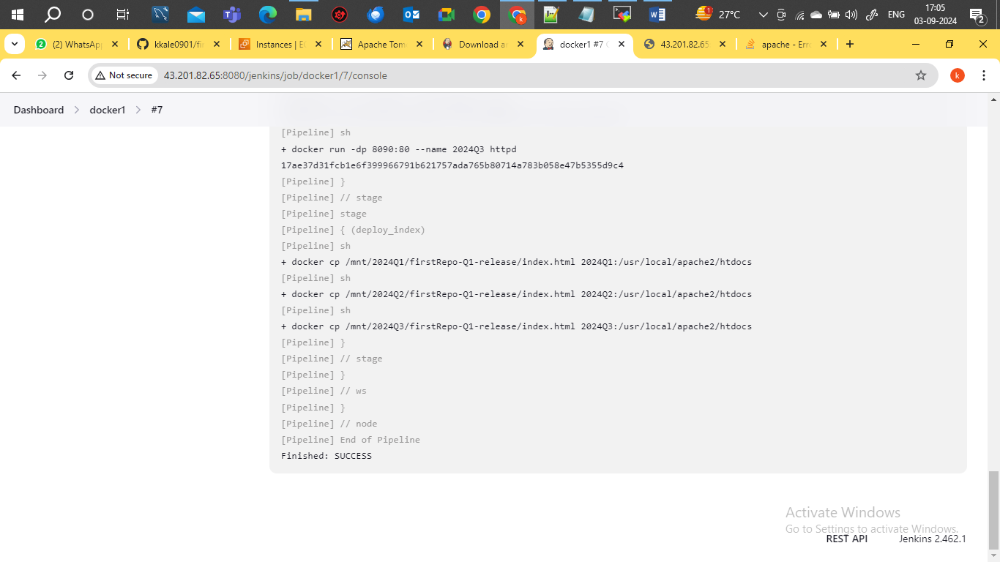 27°C
ENG
17:05
03-09-2024
2
(2) WhatsAp
kkale0901/fi
Instances | E
Apache Tom
Download a
docker1 #7 C
43.201.82.65
apache - Erro
Not secure
43.201.82.65:8080/jenkins/job/docker1/7/console
k
Dashboard > docker1 > #7
[Pipeline] sh
+ docker run -dp 8090:80 --name 2024Q3 httpd
17ae37d31fcb1e6f399966791b621757ada765b80714a783b058e47b5355d9c4
[Pipeline] }
[Pipeline] // stage
[Pipeline] stage
[Pipeline] { (deploy_index)
[Pipeline] sh
+ docker cp /mnt/2024Q1/firstRepo-Q1-release/index.html 2024Q1:/usr/local/apache2/htdocs
[Pipeline] sh
+ docker cp /mnt/2024Q2/firstRepo-Q1-release/index.html 2024Q2:/usr/local/apache2/htdocs
[Pipeline] sh
+ docker cp /mnt/2024Q3/firstRepo-Q1-release/index.html 2024Q3:/usr/local/apache2/htdocs
[Pipeline] }
[Pipeline] // stage
[Pipeline] }
[Pipeline] // ws
[Pipeline] }
[Pipeline] // node
[Pipeline] End of Pipeline
Finished: SUCCESS
Activate Windows
Go to Settings to activate Windows.
REST API
Jenkins 2.462.1